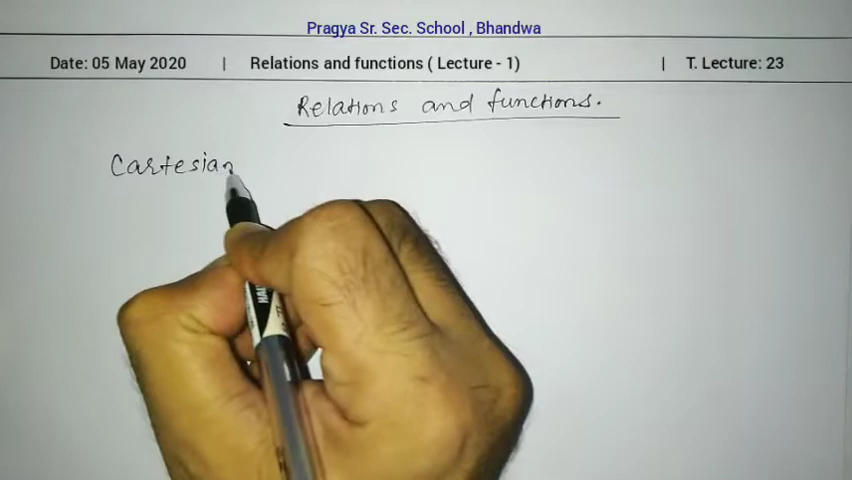 Pragya Sr. Sec. School , Bhandwa
Date: 05 May 2020 | Relations and functions ( Lecture - 1) | T. Lecture: 23
Relations and functions.
Cartesian